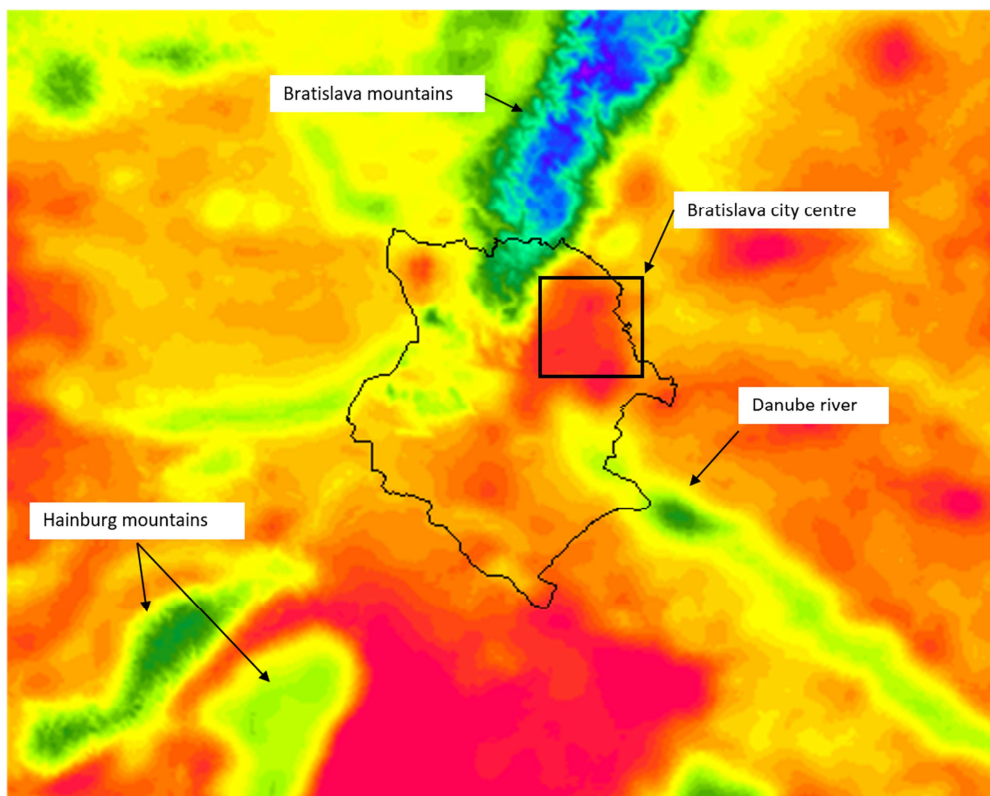 Bratislava mountains
Bratislava city centre
Danube river
Hainburg mountains